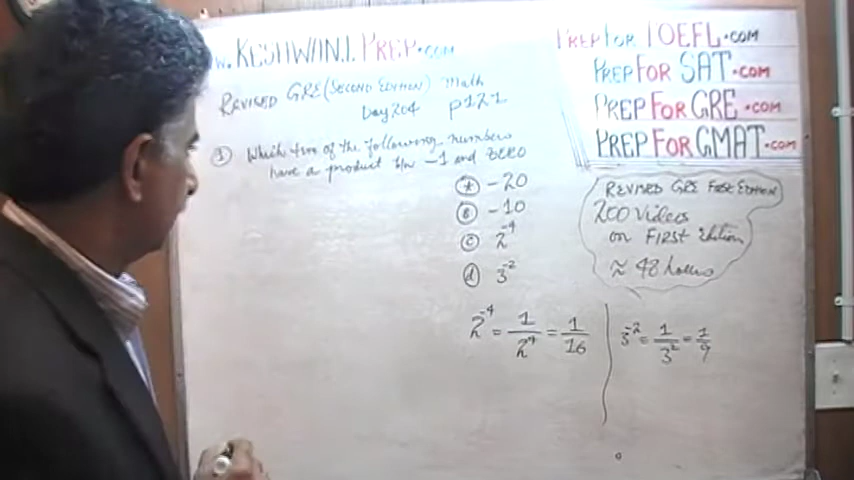 W.KESHWANI.PREP.COM
REVISED GRE (SECOND EDITION) Math
Day 204 P121
① Which two of the following numbers
have a product b/w -1 and ZERO
Ⓐ -20
Ⓑ -10
Ⓒ 2⁻⁴
ⓓ 3⁻²
2⁻⁴ = 1/2⁴ = 1/16
3⁻² = 1/3² = 1/9
PREP FOR TOEFL.COM
PREP FOR SAT.COM
PREP FOR GRE.COM
PREP FOR GMAT.COM
REVISED GRE FIRST EDITION
200 Videos
on FIRST Edition
≈ 48 hours